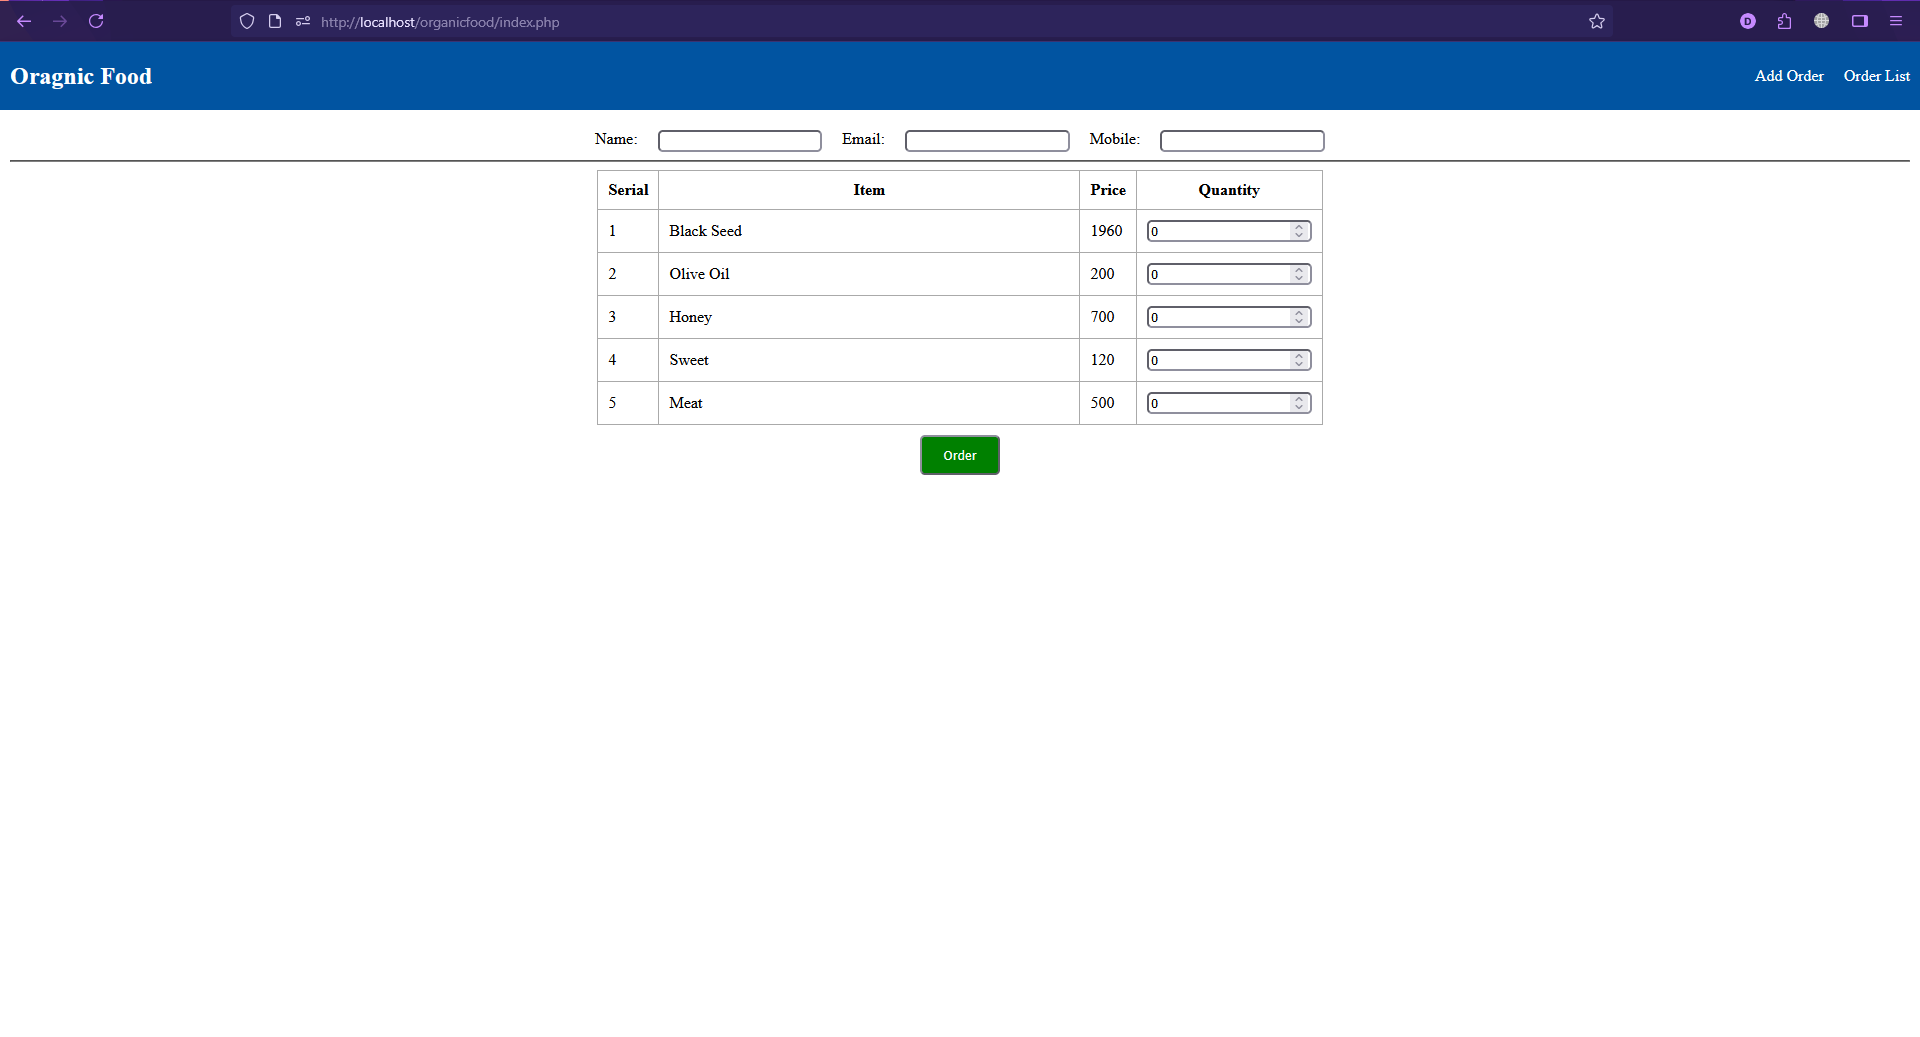 http://localhost/organicfood/index.php
D
Oragnic Food
Add Order Order List
Name: Email: Mobile:
Serial Item Price Quantity
1 Black Seed 1960 0
2 Olive Oil 200 0
3 Honey 700 0
4 Sweet 120 0
5 Meat 500 0
Order